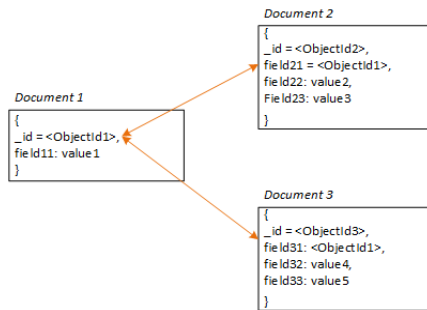 Document 2
{
_id = <ObjectId2>,
field21 = <ObjectId1>,
field22: value2,
Field23: value3
}
Document 1
{
_id = <ObjectId1>,
field11: value1
}
Document 3
{
_id = <ObjectId3>,
field31: <ObjectId1>,
field32: value4,
field33: value5
}